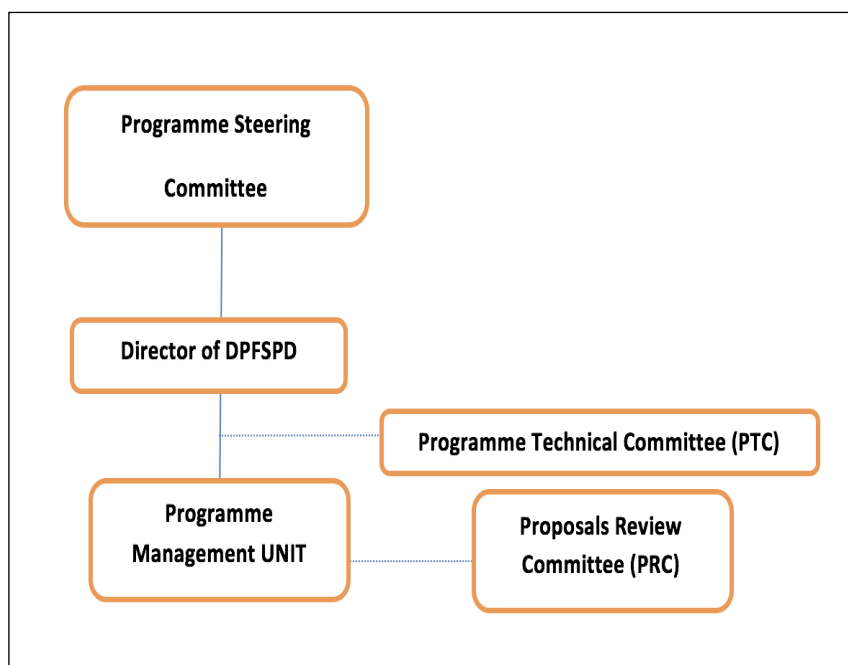 Programme Steering
Committee
Director of DPFSPD
Programme Technical Committee (PTC)
Programme
Management UNIT
Proposals Review
Committee (PRC)